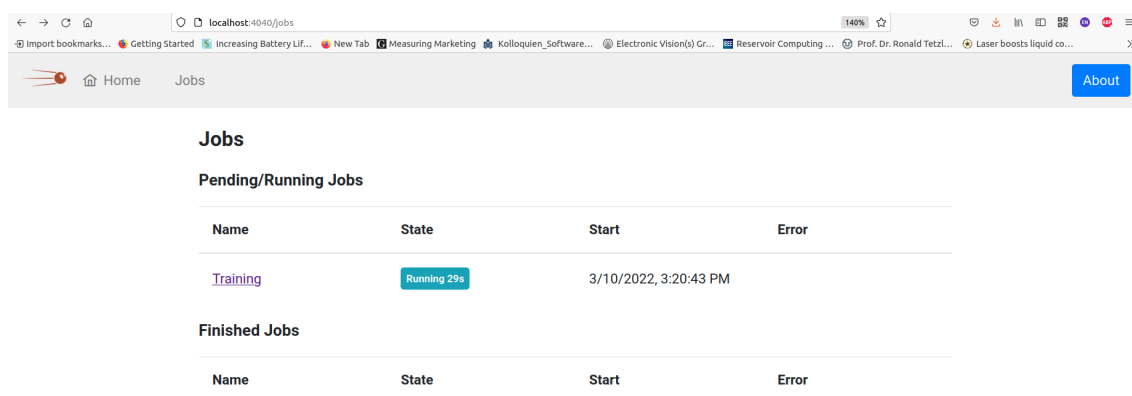 localhost:4040/jobs 140%
Import bookmarks... Getting Started Increasing Battery Lif... New Tab Measuring Marketing Kolloquien_Software... Electronic Vision(s) Gr... Reservoir Computing ... Prof. Dr. Ronald Tetzl... Laser boosts liquid co...
Home Jobs About
Jobs
Pending/Running Jobs
Name State Start Error
Training Running 29s 3/10/2022, 3:20:43 PM
Finished Jobs
Name State Start Error